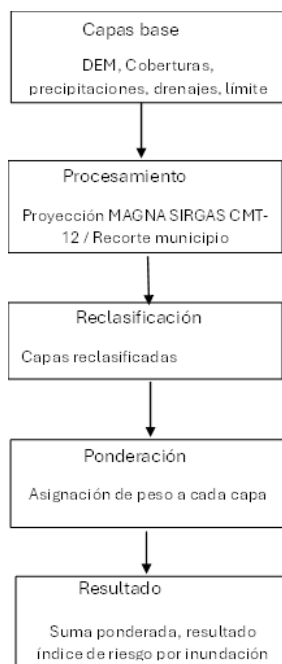 Capas base
DEM, Coberturas,
precipitaciones, drenajes, límite
Procesamiento
Proyección MAGNA SIRGAS CMT-
12 / Recorte municipio
Reclasificación
Capas reclasificadas
Ponderación
Asignación de peso a cada capa
Resultado
Suma ponderada, resultado
índice de riesgo por inundación